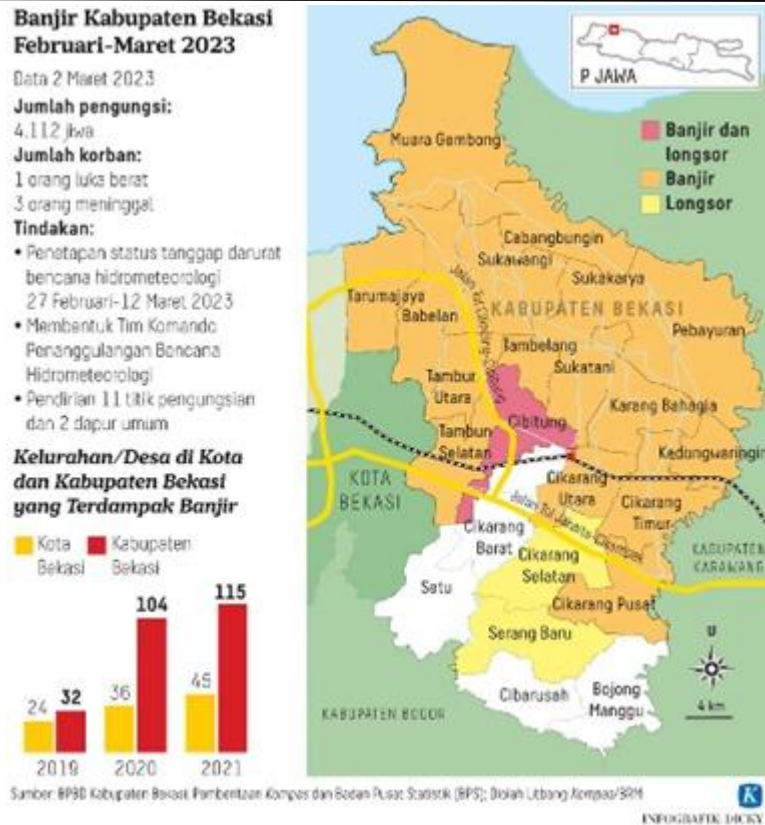 Banjir Kabupaten Bekasi
Februari-Maret 2023
Data 2 Maret 2023
Jumlah pengungsi:
4.112 jiwa
Jumlah korban:
1 orang luka berat
3 orang meninggal
Tindakan:
• Penetapan status tanggap darurat
bencana hidrometeorologi
27 Februari-12 Maret 2023
• Membentuk Tim Komando
Penanggulangan Bencana
Hidrometeorologi
• Pendirian 11 titik pengungsian
dan 2 dapur umum
Kelurahan/Desa di Kota
dan Kabupaten Bekasi
yang Terdampak Banjir
Kota
Bekasi
Kabupaten
Bekasi
24
32
36
104
45
115
2019
2020
2021
P JAWA
Banjir dan
longsor
Banjir
Longsor
Muara Gembong
Cabangbungin
Sukawangi
Sukakarya
Tarumajaya
Babelan
KABUPATEN BEKASI
Pebayuran
Tambelang
Sukatani
Tambur
Utara
Karang Bahagia
Cibitung
Tambun
Selatan
Kedungwaringin
KOTA
BEKASI
Cikarang
Utara
Cikarang
Timur
Jalan Tol Jakarta-Cikampek
Cikarang
Barat
Cikarang
Selatan
KABUPATEN
KARAWANG
Setu
Cikarang Pusat
Serang Baru
U
Cibarusah
Bojong
Manggu
4 km
KABUPATEN BOGOR
Sumber: BPBD Kabupaten Bekasi, Pemberitaan Kompas dan Badan Pusat Statistik (BPS); Diolah Litbang Kompas/SRM
K
INFOGRAFIK: DICKY